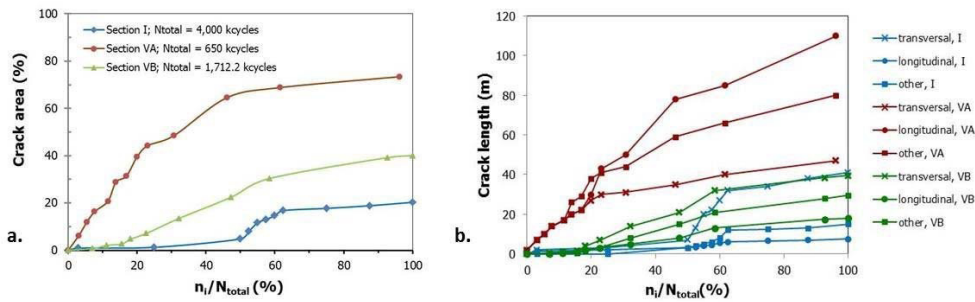 a.
Crack area (%)
100
80
60
40
20
0
Section I; Ntotal = 4,000 kcycles
Section VA; Ntotal = 650 kcycles
Section VB; Ntotal = 1,712.2 kcycles
0 20 40 60 80 100
ni/Ntotal (%)
b.
Crack length (m)
120
100
80
60
40
20
0
0 20 40 60 80 100
ni/Ntotal (%)
transversal, I
longitudinal, I
other, I
transversal, VA
longitudinal, VA
other, VA
transversal, VB
longitudinal, VB
other, VB